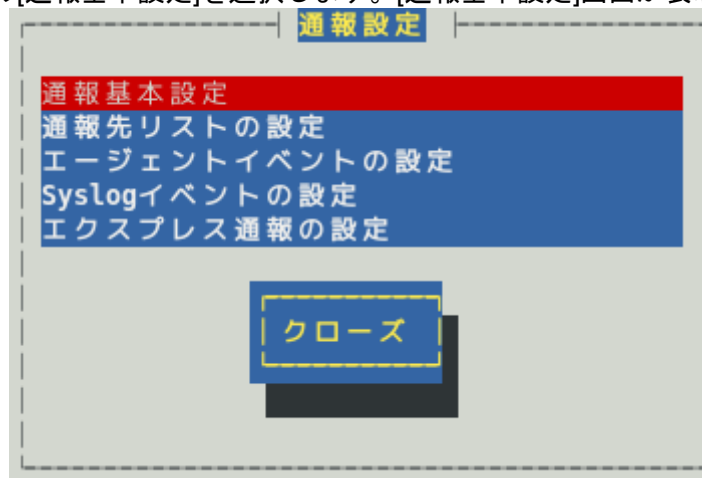 通報設定
通報基本設定
通報先リストの設定
エージェントイベントの設定
Syslogイベントの設定
エクスプレス通報の設定
クローズ